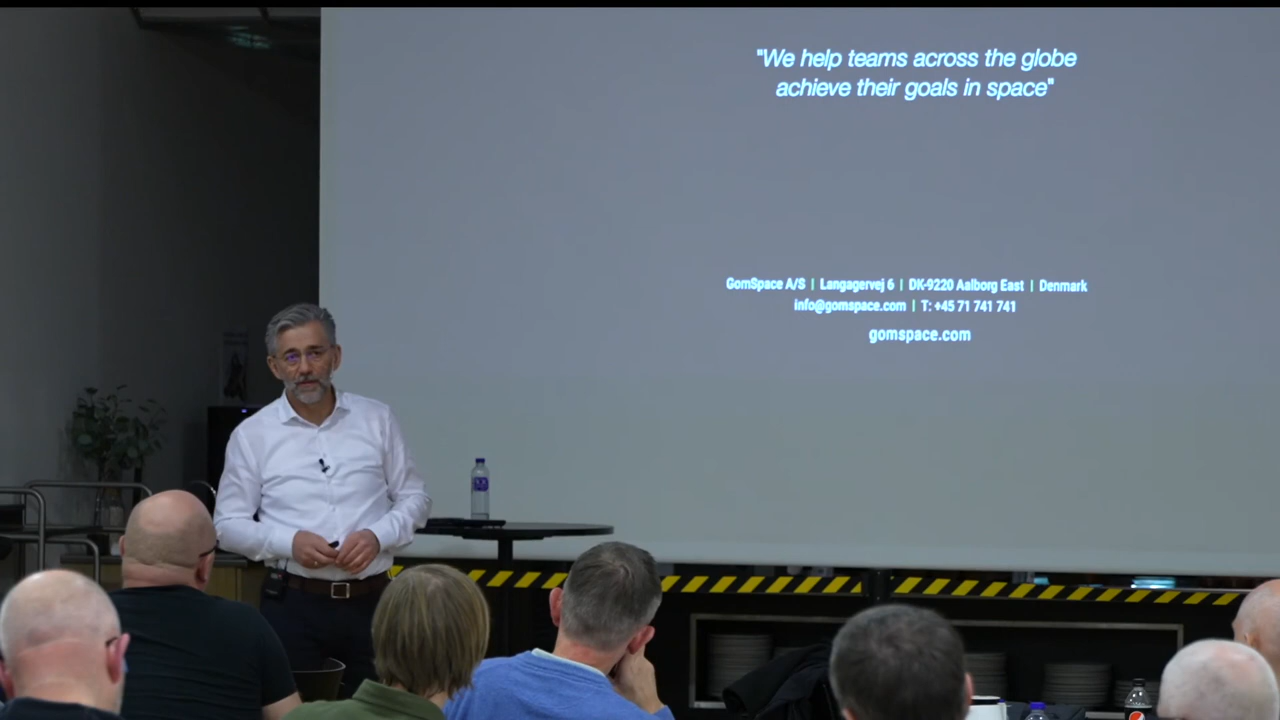 "We help teams across the globe
achieve their goals in space"
GomSpace A/S | Langagervej 6 | DK-9220 Aalborg East | Denmark
info@gomspace.com | T: +45 71 741 741
gomspace.com